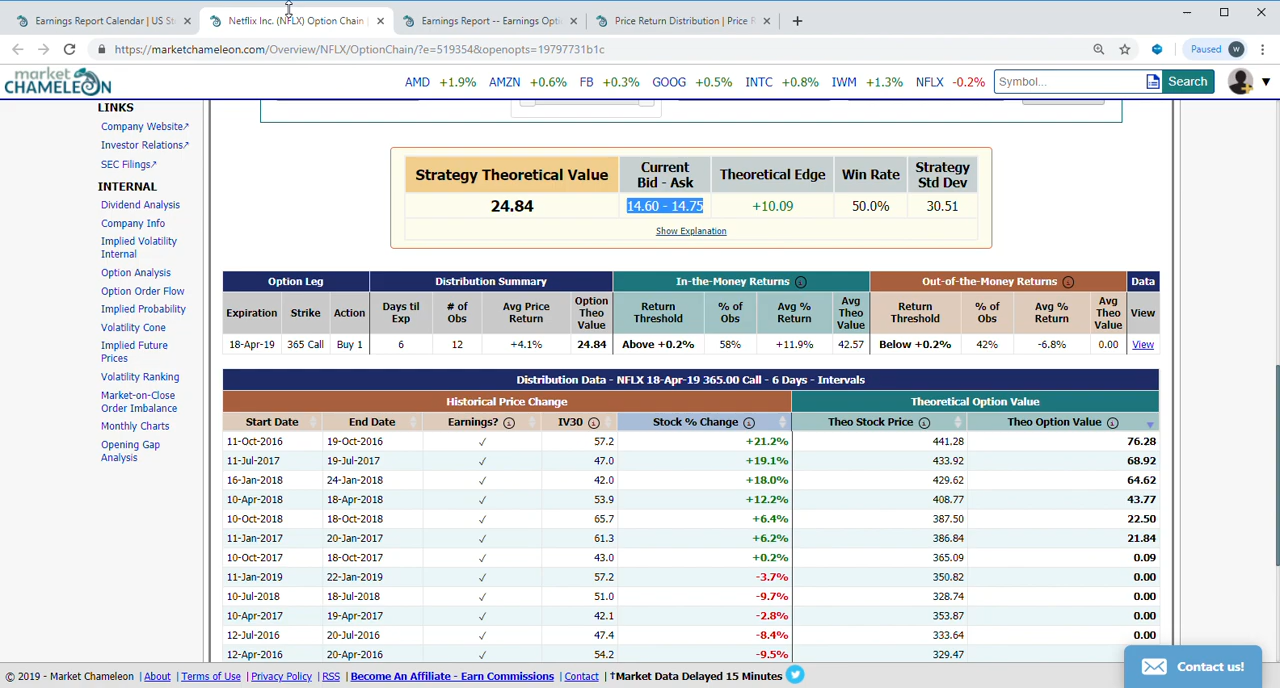 Earnings Report Calendar | US St
Netflix Inc. (NFLX) Option Chain
Earnings Report -- Earnings Opti
Price Return Distribution | Price R
https://marketchameleon.com/Overview/NFLX/OptionChain/?e=519354&openopts=19797731b1c
Paused W
market CHAMELEON
AMD +1.9% AMZN +0.6% FB +0.3% GOOG +0.5% INTC +0.8% IWM +1.3% NFLX -0.2%
Symbol...
Search
LINKS
Company Website
Investor Relations
SEC Filings
INTERNAL
Dividend Analysis
Company Info
Implied Volatility
Internal
Option Analysis
Option Order Flow
Implied Probability
Volatility Cone
Implied Future
Prices
Volatility Ranking
Market-on-Close
Order Imbalance
Monthly Charts
Opening Gap
Analysis
Strategy Theoretical Value Current Bid - Ask Theoretical Edge Win Rate Strategy Std Dev
24.84 14.60 - 14.75 +10.09 50.0% 30.51
Show Explanation
Option Leg Distribution Summary In-the-Money Returns Out-of-the-Money Returns Data
Expiration Strike Action Days til Exp # of Obs Avg Price Return Option Theo Value Return Threshold % of Obs Avg % Return Avg Theo Value Return Threshold % of Obs Avg % Return Avg Theo Value View
18-Apr-19 365 Call Buy 1 6 12 +4.1% 24.84 Above +0.2% 58% +11.9% 42.57 Below +0.2% 42% -6.8% 0.00 View
Distribution Data - NFLX 18-Apr-19 365.00 Call - 6 Days - Intervals
Historical Price Change Theoretical Option Value
Start Date End Date Earnings? IV30 Stock % Change Theo Stock Price Theo Option Value
11-Oct-2016 19-Oct-2016 ✓ 57.2 +21.2% 441.28 76.28
11-Jul-2017 19-Jul-2017 ✓ 47.0 +19.1% 433.92 68.92
16-Jan-2018 24-Jan-2018 ✓ 42.0 +18.0% 429.62 64.62
10-Apr-2018 18-Apr-2018 ✓ 53.9 +12.2% 408.77 43.77
10-Oct-2018 18-Oct-2018 ✓ 65.7 +6.4% 387.50 22.50
11-Jan-2017 20-Jan-2017 ✓ 61.3 +6.2% 386.84 21.84
10-Oct-2017 18-Oct-2017 ✓ 43.0 +0.2% 365.09 0.09
11-Jan-2019 22-Jan-2019 ✓ 57.2 -3.7% 350.82 0.00
10-Jul-2018 18-Jul-2018 ✓ 51.0 -9.7% 328.74 0.00
10-Apr-2017 19-Apr-2017 ✓ 42.1 -2.8% 353.87 0.00
12-Jul-2016 20-Jul-2016 ✓ 47.4 -8.4% 333.64 0.00
12-Apr-2016 20-Apr-2016 ✓ 54.2 -9.5% 329.47
Contact us!
© 2019 - Market Chameleon | About | Terms of Use | Privacy Policy | RSS | Become An Affiliate - Earn Commissions | Contact | †Market Data Delayed 15 Minutes